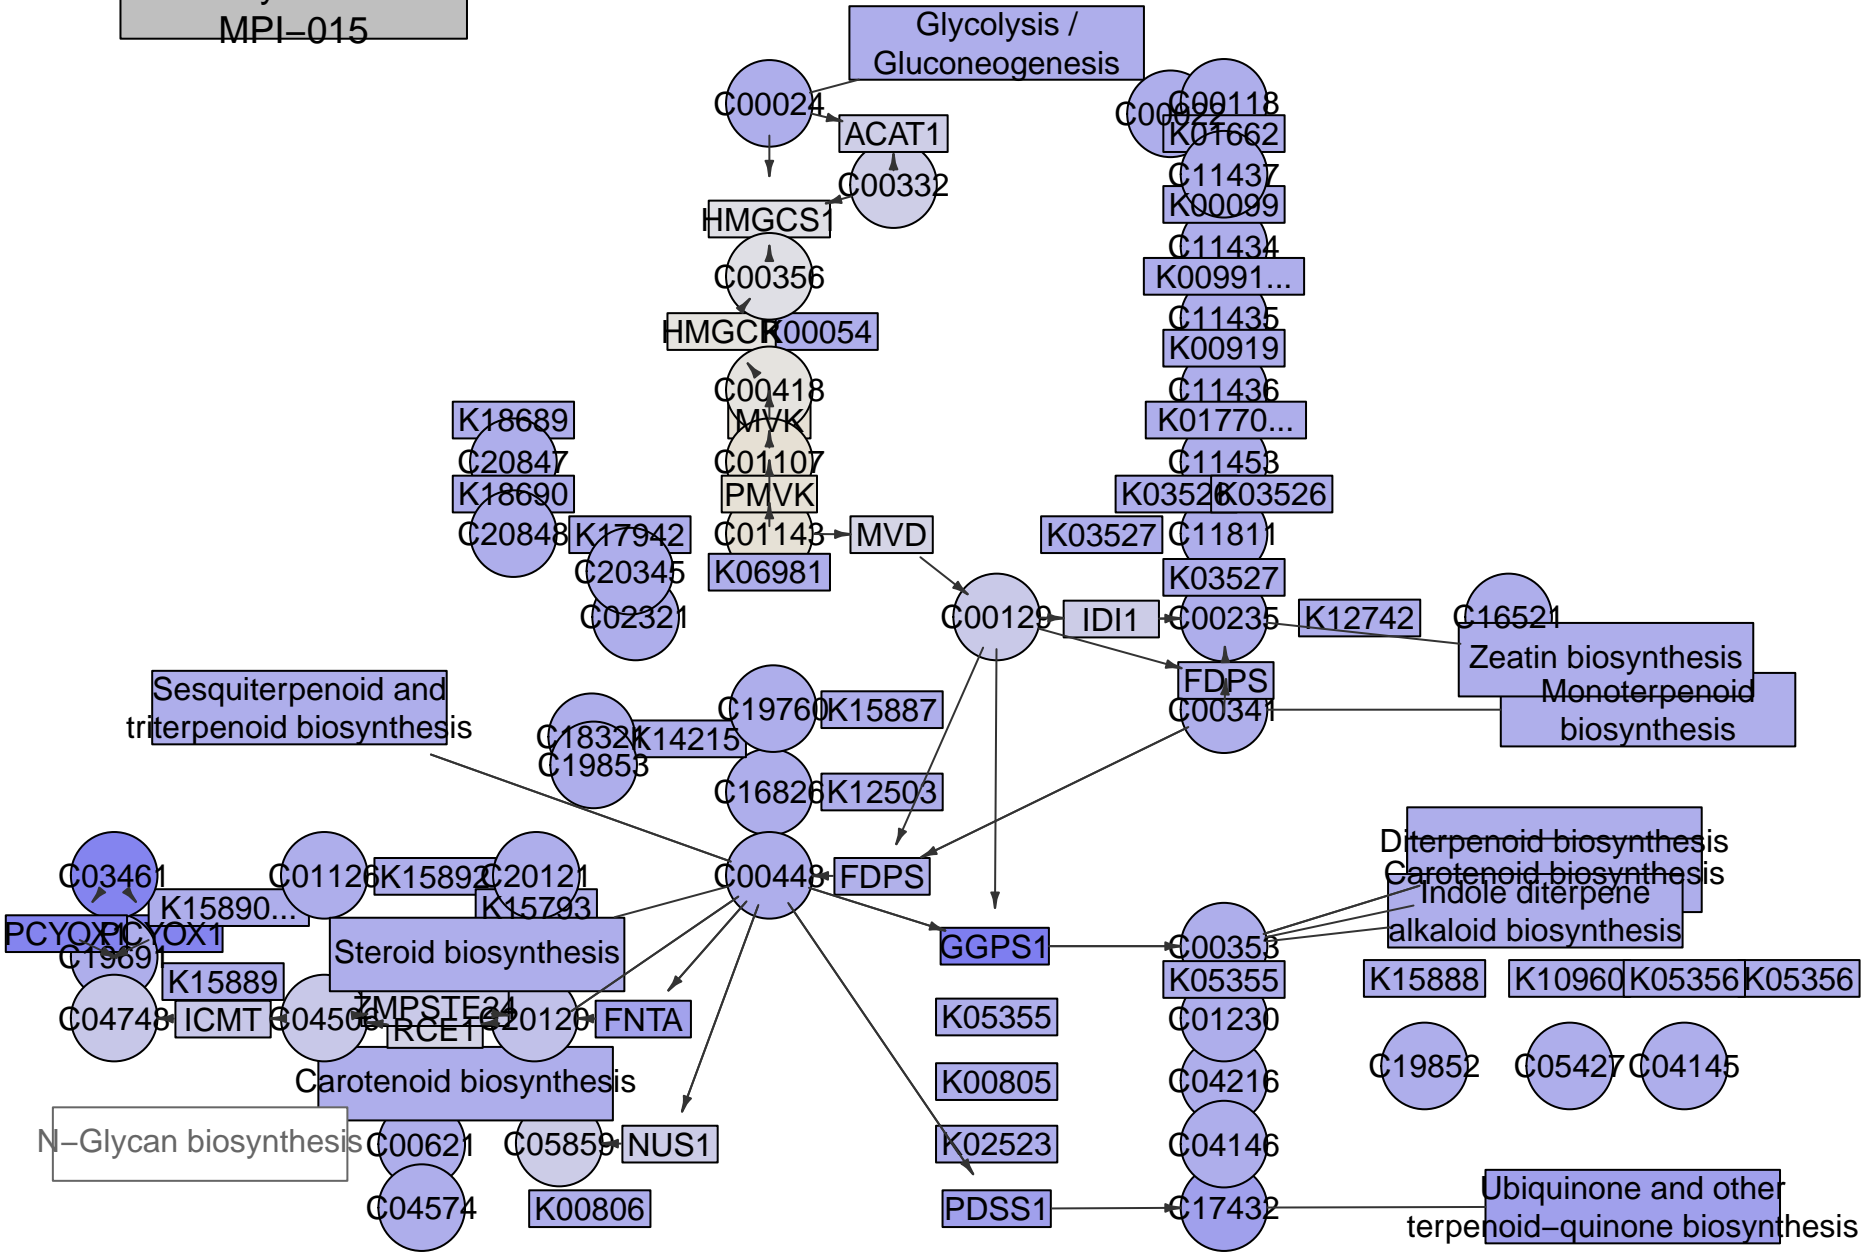 MPI−015
Glycolysis /
Gluconeogenesis
C00024
C00118
C00022
ACAT1
K01662
C00332
C11437
K00099
HMGCS1
C11434
C00356
K00991...
C11435
HMGCR
K00054
K00919
C00418
C11436
K18689
MVK
K01770...
C20847
C01107
C11453
K18690
PMVK
K03526
K03526
C20848
K17942
C01143
MVD
K03527
C11811
C20345
K06981
K03527
C02321
C00129
IDI1
C00235
K12742
C16521
Zeatin biosynthesis
Sesquiterpenoid and
triterpenoid biosynthesis
FDPS
Monoterpenoid
biosynthesis
C19760
K15887
C00341
C18324
K14215
C19853
C16826
K12503
Diterpenoid biosynthesis
Carotenoid biosynthesis
C03461
C01126
K15892
C20121
C00448
FDPS
Indole diterpene
alkaloid biosynthesis
K15890...
K15793
PCYOX1
PCYOX1
C19691
Steroid biosynthesis
GGPS1
C00353
K15889
K05355
K15888
K10960
K05356
K05356
C04748
ICMT
C04506
ZMPSTE24
RCE1
C20120
FNTA
K05355
C01230
C19852
C05427
C04145
Carotenoid biosynthesis
K00805
C04216
N−Glycan biosynthesis
C00621
C05859
NUS1
K02523
C04146
C04574
K00806
PDSS1
C17432
Ubiquinone and other
terpenoid−quinone biosynthesis